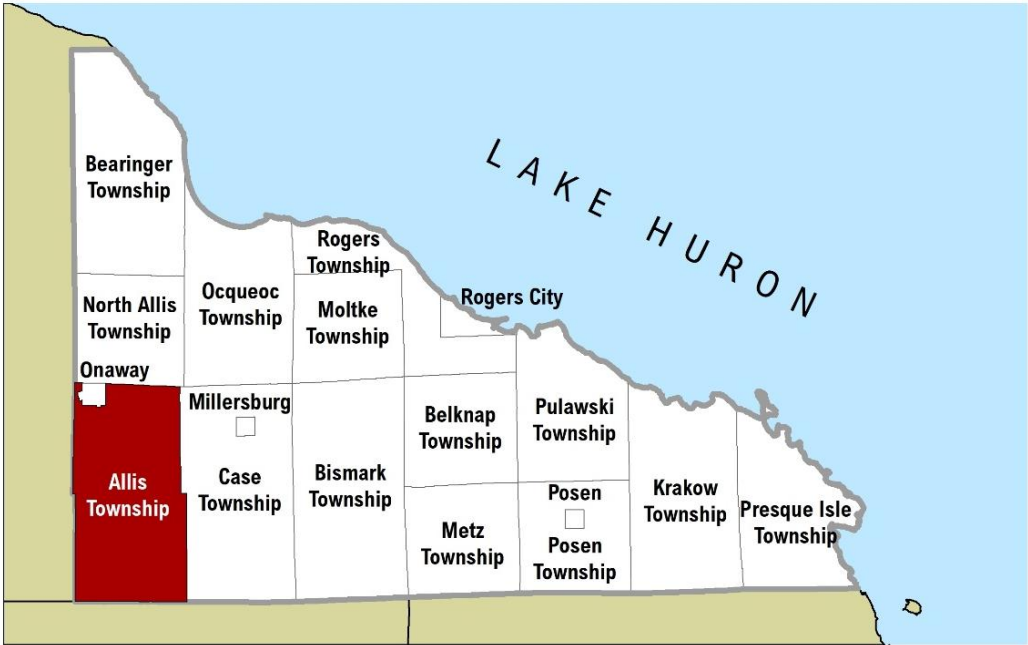 LAKE HURON
Bearinger
Township
Rogers
Township
North Allis
Township
Ocqueoc
Township
Moltke
Township
Rogers City
Onaway
Millersburg
Belknap
Township
Pulawski
Township
Allis
Township
Case
Township
Bismark
Township
Metz
Township
Posen
Posen
Township
Krakow
Township
Presque Isle
Township